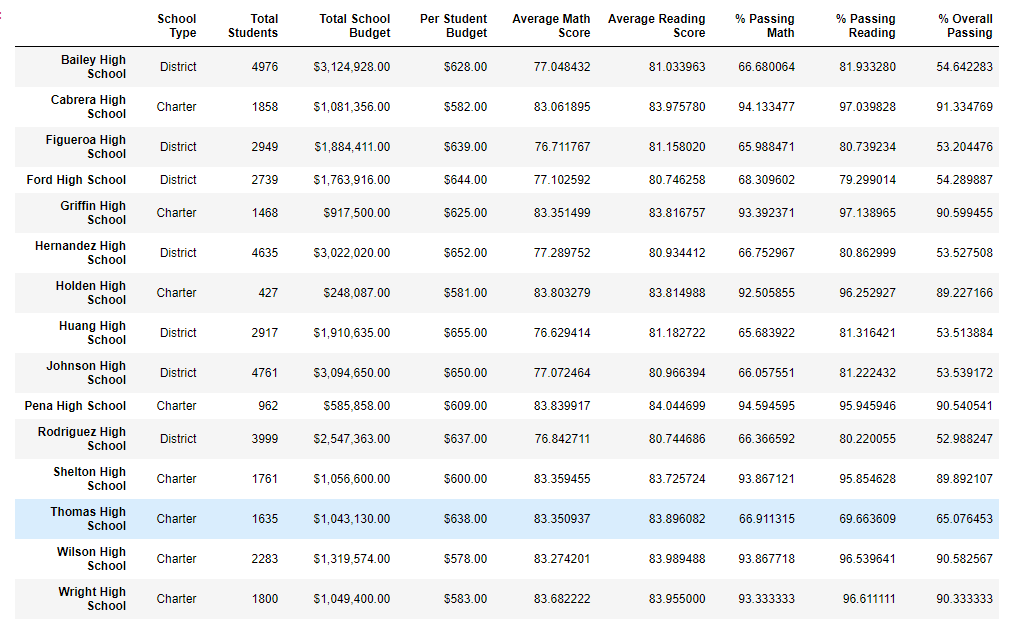 School Type Total Students Total School Budget Per Student Budget Average Math Score Average Reading Score % Passing Math % Passing Reading % Overall Passing
Bailey High School District 4976 $3,124,928.00 $628.00 77.048432 81.033963 66.680064 81.933280 54.642283
Cabrera High School Charter 1858 $1,081,356.00 $582.00 83.061895 83.975780 94.133477 97.039828 91.334769
Figueroa High School District 2949 $1,884,411.00 $639.00 76.711767 81.158020 65.988471 80.739234 53.204476
Ford High School District 2739 $1,763,916.00 $644.00 77.102592 80.746258 68.309602 79.299014 54.289887
Griffin High School Charter 1468 $917,500.00 $625.00 83.351499 83.816757 93.392371 97.138965 90.599455
Hernandez High School District 4635 $3,022,020.00 $652.00 77.289752 80.934412 66.752967 80.862999 53.527508
Holden High School Charter 427 $248,087.00 $581.00 83.803279 83.814988 92.505855 96.252927 89.227166
Huang High School District 2917 $1,910,635.00 $655.00 76.629414 81.182722 65.683922 81.316421 53.513884
Johnson High School District 4761 $3,094,650.00 $650.00 77.072464 80.966394 66.057551 81.222432 53.539172
Pena High School Charter 962 $585,858.00 $609.00 83.839917 84.044699 94.594595 95.945946 90.540541
Rodriguez High School District 3999 $2,547,363.00 $637.00 76.842711 80.744686 66.366592 80.220055 52.988247
Shelton High School Charter 1761 $1,056,600.00 $600.00 83.359455 83.725724 93.867121 95.854628 89.892107
Thomas High School Charter 1635 $1,043,130.00 $638.00 83.350937 83.896082 66.911315 69.663609 65.076453
Wilson High School Charter 2283 $1,319,574.00 $578.00 83.274201 83.989488 93.867718 96.539641 90.582567
Wright High School Charter 1800 $1,049,400.00 $583.00 83.682222 83.955000 93.333333 96.611111 90.333333